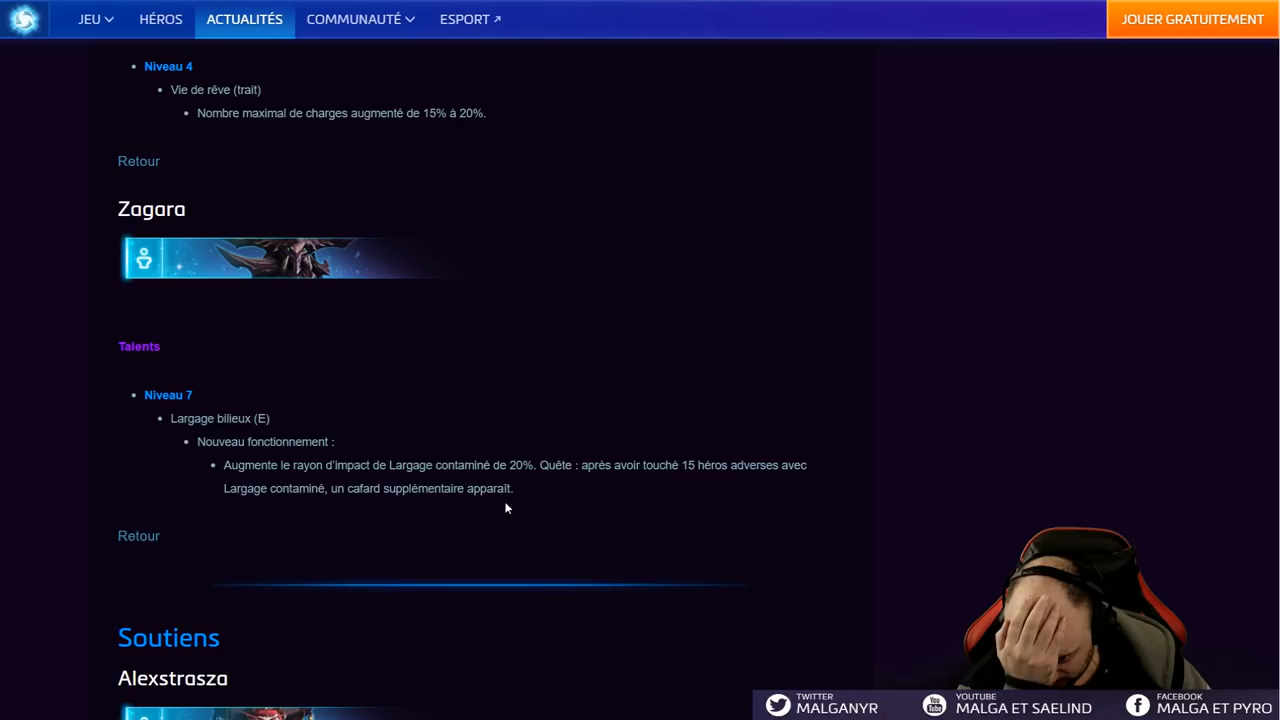 JEU HÉROS ACTUALITÉS COMMUNAUTÉ ESPORT JOUER GRATUITEMENT
Niveau 4
Vie de rêve (trait)
Nombre maximal de charges augmenté de 15% à 20%.
Retour
Zagara
Talents
Niveau 7
Largage bilieux (E)
Nouveau fonctionnement :
Augmente le rayon d'impact de Largage contaminé de 20%. Quête : après avoir touché 15 héros adverses avec
Largage contaminé, un cafard supplémentaire apparaît.
Retour
Soutiens
Alexstrasza
TWITTER
MALGANYR
YOUTUBE
MALGA ET SAELIND
FACEBOOK
MALGA ET PYRO